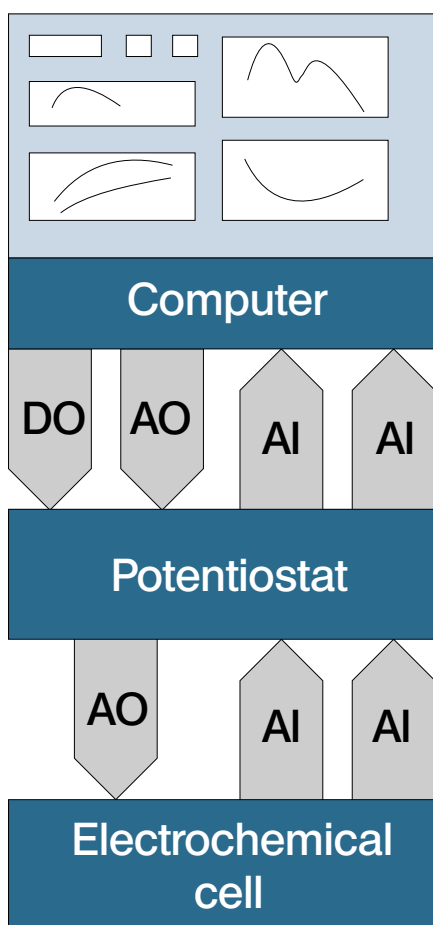 Computer
DO AO AI AI
Potentiostat
AO AI AI
Electrochemical
cell